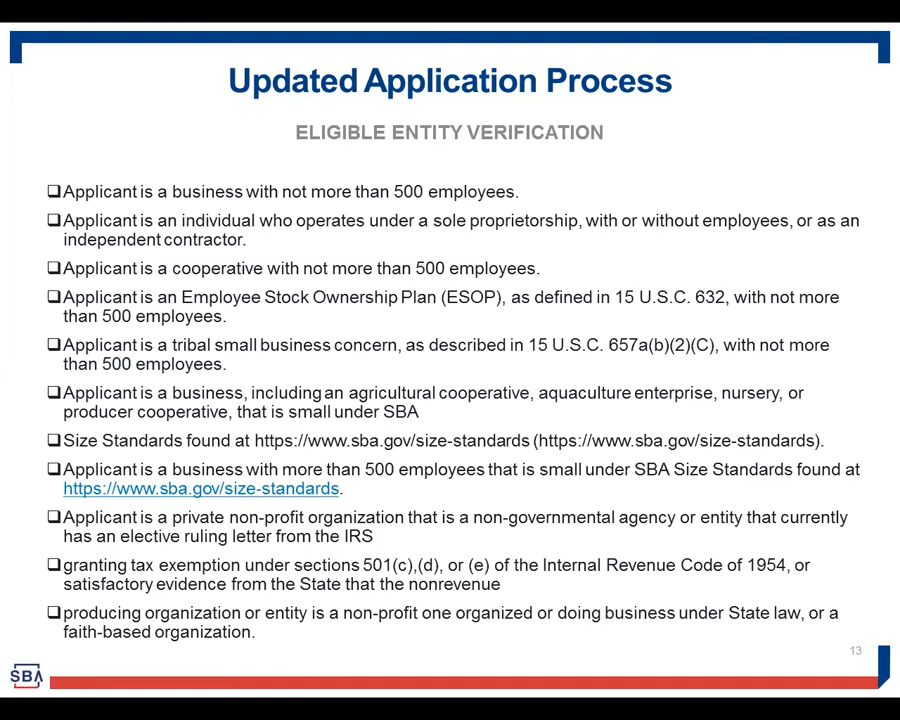 Updated Application Process
ELIGIBLE ENTITY VERIFICATION
❑Applicant is a business with not more than 500 employees.
❑Applicant is an individual who operates under a sole proprietorship, with or without employees, or as an
independent contractor.
❑Applicant is a cooperative with not more than 500 employees.
❑Applicant is an Employee Stock Ownership Plan (ESOP), as defined in 15 U.S.C. 632, with not more
than 500 employees.
❑Applicant is a tribal small business concern, as described in 15 U.S.C. 657a(b)(2)(C), with not more
than 500 employees.
❑Applicant is a business, including an agricultural cooperative, aquaculture enterprise, nursery, or
producer cooperative, that is small under SBA
❑Size Standards found at https://www.sba.gov/size-standards (https://www.sba.gov/size-standards).
❑Applicant is a business with more than 500 employees that is small under SBA Size Standards found at
https://www.sba.gov/size-standards.
❑Applicant is a private non-profit organization that is a non-governmental agency or entity that currently
has an elective ruling letter from the IRS
❑granting tax exemption under sections 501(c),(d), or (e) of the Internal Revenue Code of 1954, or
satisfactory evidence from the State that the nonrevenue
❑producing organization or entity is a non-profit one organized or doing business under State law, or a
faith-based organization.
13
SBA